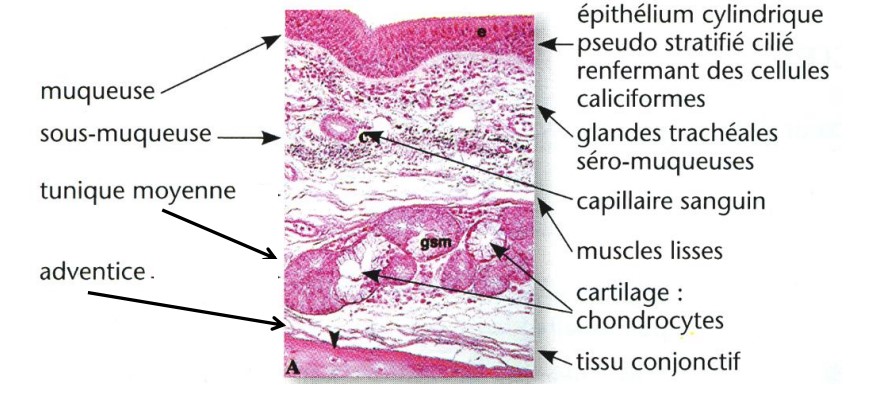 muqueuse
sous-muqueuse
tunique moyenne
adventice.
e
c
gsm
A
épithélium cylindrique
pseudo stratifié cilié
renfermant des cellules
caliciformes
glandes trachéales
séro-muqueuses
capillaire sanguin
muscles lisses
cartilage :
chondrocytes
tissu conjonctif